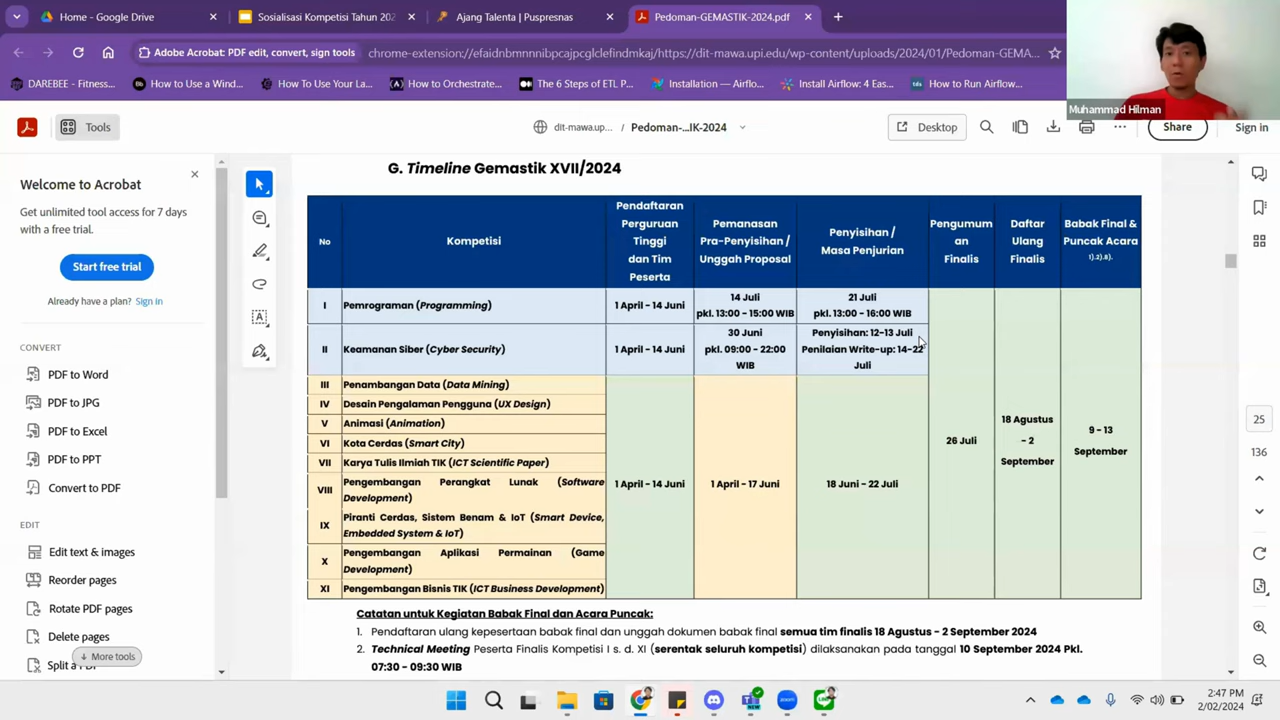 Home - Google Drive
Sosialisasi Kompetisi Tahun 202
Ajang Talenta | Puspresnas
Pedoman-GEMASTIK-2024.pdf
Adobe Acrobat: PDF edit, convert, sign tools
chrome-extension://efaidnbmnnnibpcajpcglclefindmkaj/https://dit-mawa.upi.edu/wp-content/uploads/2024/01/Pedoman-GEMA...
DAREBEE - Fitness...
How to Use a Wind...
How To Use Your La...
How to Orchestrate...
The 6 Steps of ETL P...
Installation — Airflo...
Install Airflow: 4 Eas...
How to Run Airflow...
Muhammad Hilman
Tools
dit-mawa.up... / Pedoman-...IK-2024
Desktop
Share
Sign in
Welcome to Acrobat
Get unlimited tool access for 7 days
with a free trial.
Start free trial
Already have a plan? Sign in
CONVERT
PDF to Word
PDF to JPG
PDF to Excel
PDF to PPT
Convert to PDF
EDIT
Edit text & images
Reorder pages
Rotate PDF pages
Delete pages
Split a PDF
More tools
G. Timeline Gemastik XVII/2024
No
Kompetisi
Pendaftaran
Perguruan
Tinggi
dan Tim
Peserta
Pemanasan
Pra-Penyisihan /
Unggah Proposal
Penyisihan /
Masa Penjurian
Pengumum
an
Finalis
Daftar
Ulang
Finalis
Babak Final &
Puncak Acara
1).2).8).
I
Pemrograman (Programming)
1 April - 14 Juni
14 Juli
pkl. 13:00 - 15:00 WIB
21 Juli
pkl. 13:00 - 16:00 WIB
II
Keamanan Siber (Cyber Security)
1 April - 14 Juni
30 Juni
pkl. 09:00 - 22:00
WIB
Penyisihan: 12-13 Juli
Penilaian Write-up: 14-22
Juli
III
Penambangan Data (Data Mining)
IV
Desain Pengalaman Pengguna (UX Design)
V
Animasi (Animation)
VI
Kota Cerdas (Smart City)
VII
Karya Tulis Ilmiah TIK (ICT Scientific Paper)
VIII
Pengembangan Perangkat Lunak (Software
Development)
IX
Piranti Cerdas, Sistem Benam & IoT (Smart Device,
Embedded System & IoT)
X
Pengembangan Aplikasi Permainan (Game
Development)
XI
Pengembangan Bisnis TIK (ICT Business Development)
1 April - 14 Juni
1 April - 17 Juni
18 Juni - 22 Juli
26 Juli
18 Agustus
- 2
September
9 - 13
September
Catatan untuk Kegiatan Babak Final dan Acara Puncak:
1. Pendaftaran ulang kepesertaan babak final dan unggah dokumen babak final semua tim finalis 18 Agustus - 2 September 2024
2. Technical Meeting Peserta Finalis Kompetisi I s. d. XI (serentak seluruh kompetisi) dilaksanakan pada tanggal 10 September 2024 Pkl.
07:30 - 09:30 WIB
25
136
2:47 PM
2/02/2024